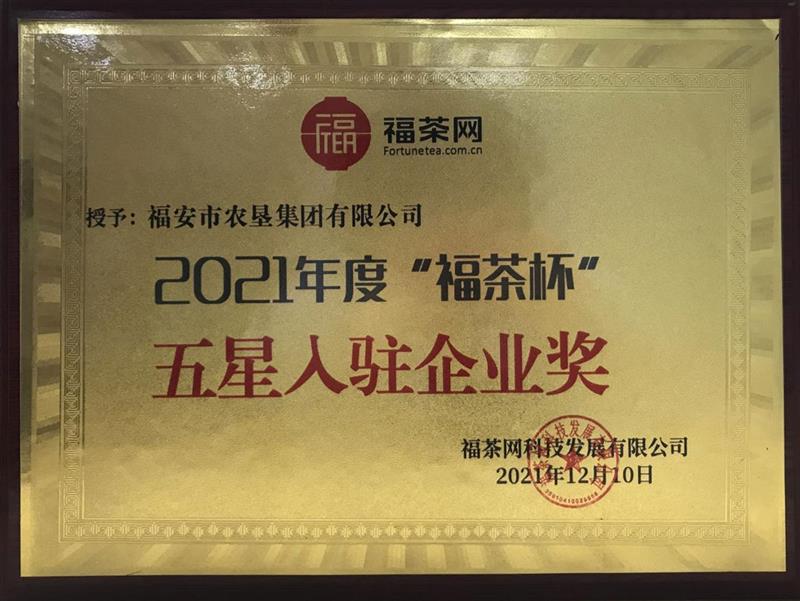 福 TEA 福茶网
Fortunetea.com.cn
授予：福安市农垦集团有限公司
2021年度“福茶杯“
五星入驻企业奖
福茶网科技发展有限公司
2021年12月10日